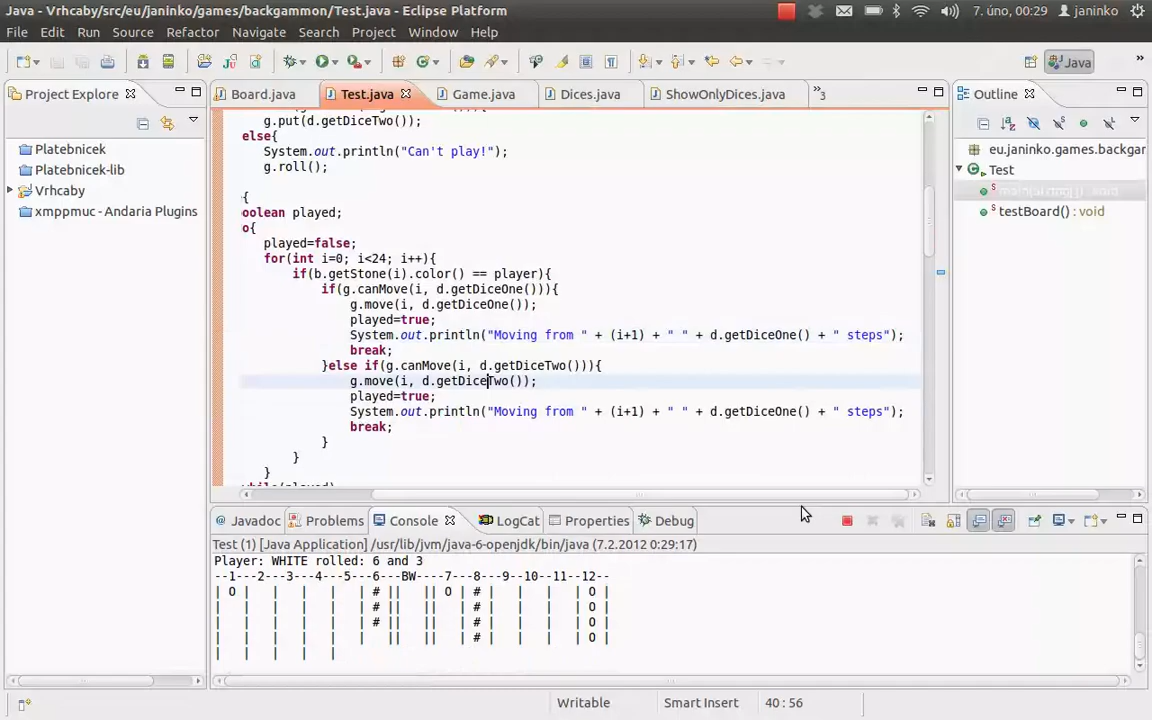 Java - Vrhcaby/src/eu/janinko/games/backgammon/Test.java - Eclipse Platform
7. úno, 00:29 janinko
File Edit Run Source Refactor Navigate Search Project Window Help
Java
Project Explore
Platebnicek
Platebnicek-lib
Vrhcaby
xmppmuc - Andaria Plugins
Board.java Test.java Game.java Dices.java ShowOnlyDices.java »3
g.put(d.getDiceTwo());
else{
System.out.println("Can't play!");
g.roll();
{
oolean played;
o{
played=false;
for(int i=0; i<24; i++){
if(b.getStone(i).color() == player){
if(g.canMove(i, d.getDiceOne())){
g.move(i, d.getDiceOne());
played=true;
System.out.println("Moving from " + (i+1) + " " + d.getDiceOne() + " steps");
break;
}else if(g.canMove(i, d.getDiceTwo())){
g.move(i, d.getDiceTwo());
played=true;
System.out.println("Moving from " + (i+1) + " " + d.getDiceOne() + " steps");
break;
}
}
}
Outline
eu.janinko.games.backgar
Test
testBoard() : void
Javadoc Problems Console LogCat Properties Debug
Test (1) [Java Application] /usr/lib/jvm/java-6-openjdk/bin/java (7.2.2012 0:29:17)
Player: WHITE rolled: 6 and 3
--1---2---3---4---5---6---BW----7---8---9--10--11--12--
| O |   |   |   |   | # ||   || O | # |   |   |   | O |
|   |   |   |   |   | # ||   ||   | # |   |   |   | O |
|   |   |   |   |   | # ||   ||   | # |   |   |   | O |
|   |   |   |   |   |   ||   ||   | # |   |   |   | O |
|   |   |   |   |
Writable Smart Insert 40 : 56